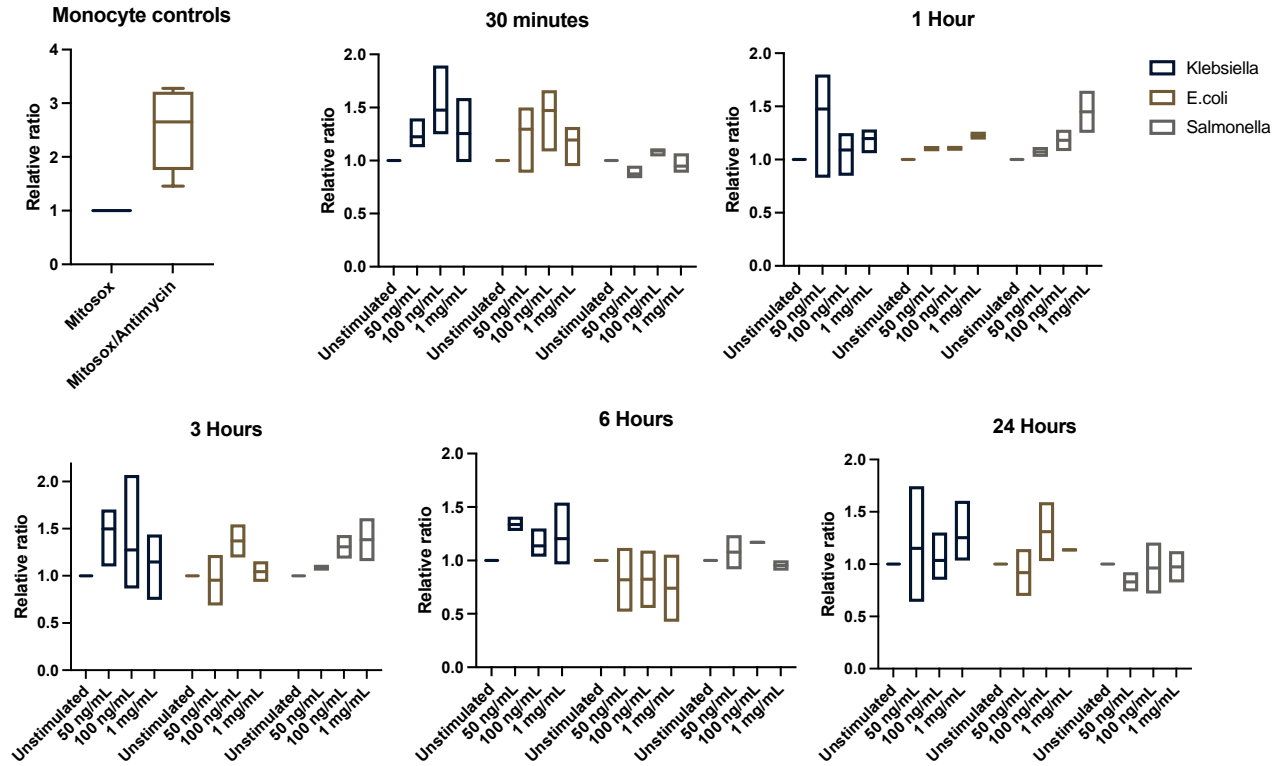 Monocyte controls
Relative ratio
4
3
2
1
0
Mitosox
Mitosox/Antimycin
30 minutes
Relative ratio
2.0
1.5
1.0
0.5
0.0
Unstimulated
50 ng/mL
100 ng/mL
1 mg/mL
Unstimulated
50 ng/mL
100 ng/mL
1 mg/mL
Unstimulated
50 ng/mL
100 ng/mL
1 mg/mL
1 Hour
Relative ratio
2.0
1.5
1.0
0.5
0.0
Unstimulated
50 ng/mL
100 ng/mL
1 mg/mL
Unstimulated
50 ng/mL
100 ng/mL
1 mg/mL
Unstimulated
50 ng/mL
100 ng/mL
1 mg/mL
Klebsiella
E.coli
Salmonella
3 Hours
Relative ratio
2.0
1.5
1.0
0.5
0.0
Unstimulated
50 ng/mL
100 ng/mL
1 mg/mL
Unstimulated
50 ng/mL
100 ng/mL
1 mg/mL
Unstimulated
50 ng/mL
100 ng/mL
1 mg/mL
6 Hours
Relative ratio
2.0
1.5
1.0
0.5
0.0
Unstimulated
50 ng/mL
100 ng/mL
1 mg/mL
Unstimulated
50 ng/mL
100 ng/mL
1 mg/mL
Unstimulated
50 ng/mL
100 ng/mL
1 mg/mL
24 Hours
Relative ratio
2.0
1.5
1.0
0.5
0.0
Unstimulated
50 ng/mL
100 ng/mL
1 mg/mL
Unstimulated
50 ng/mL
100 ng/mL
1 mg/mL
Unstimulated
50 ng/mL
100 ng/mL
1 mg/mL